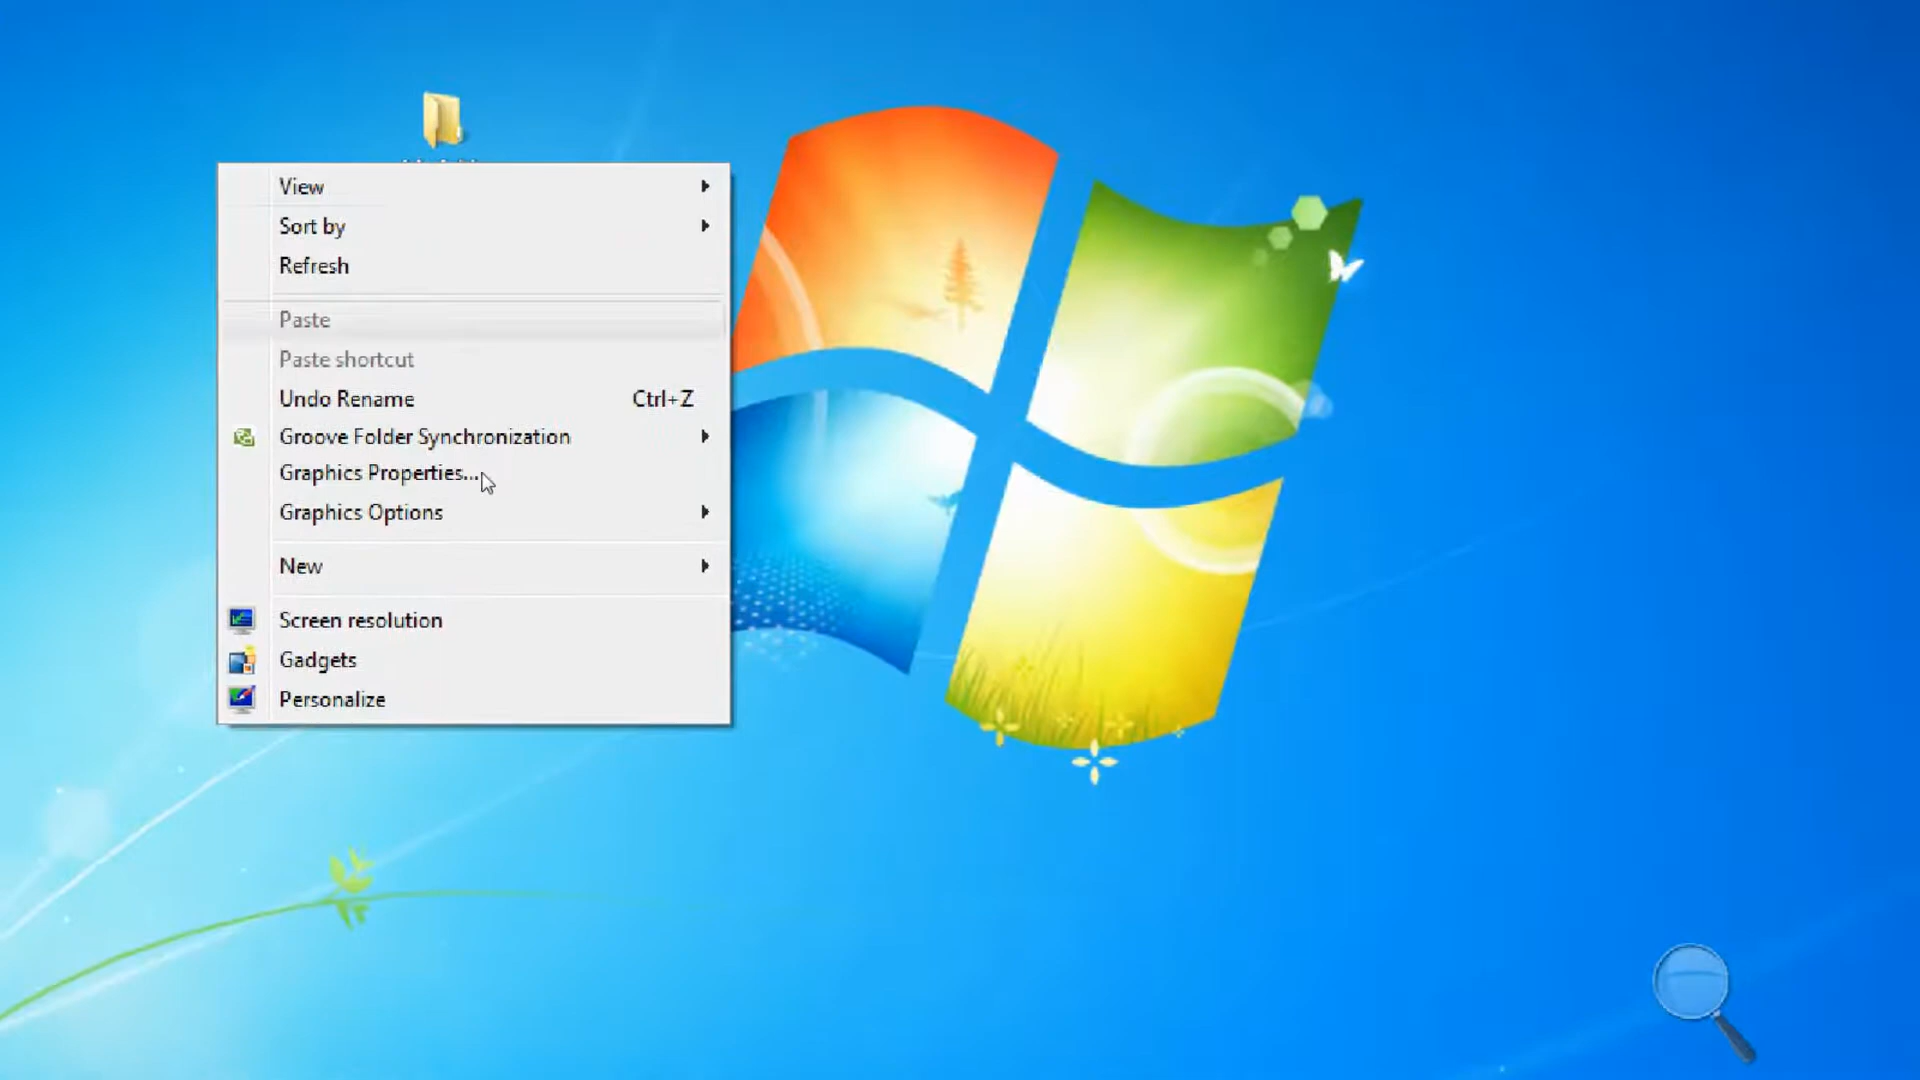 View
Sort by
Refresh
Paste
Paste shortcut
Undo Rename Ctrl+Z
Groove Folder Synchronization
Graphics Properties...
Graphics Options
New
Screen resolution
Gadgets
Personalize